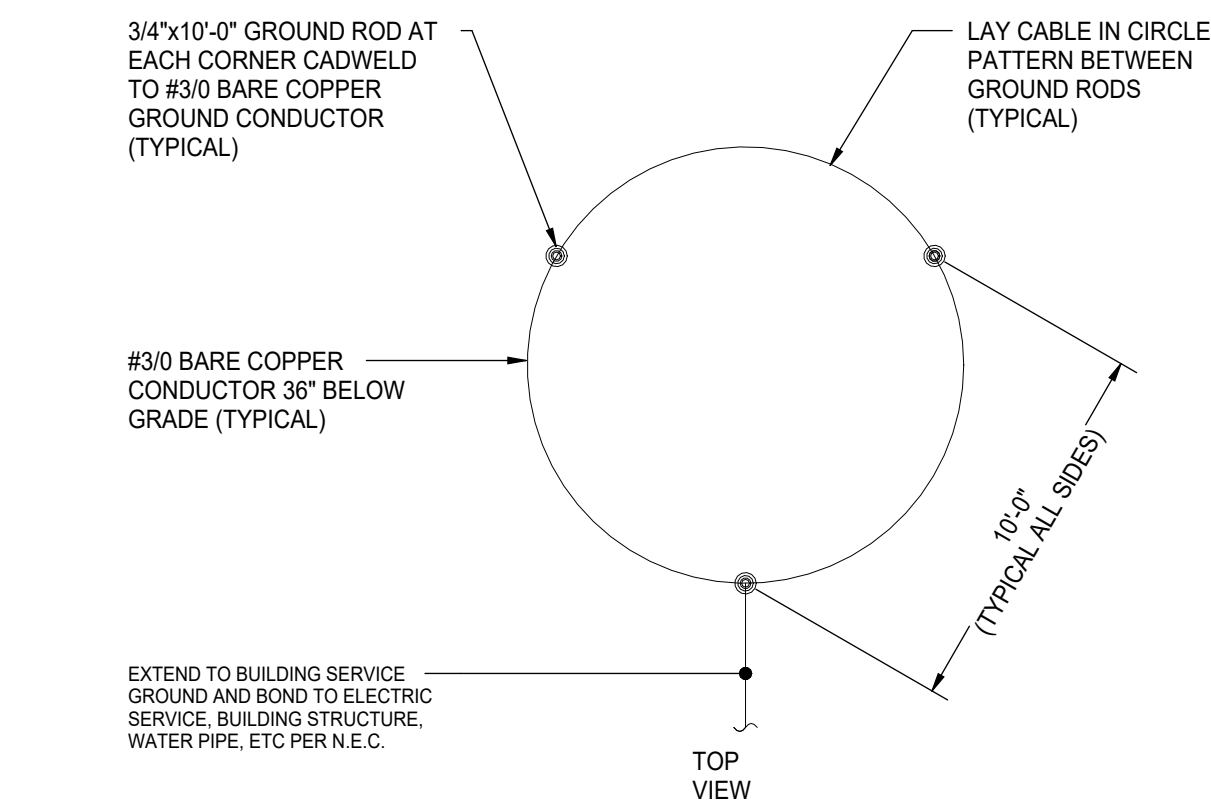 3/4"x10'-0" GROUND ROD AT
EACH CORNER CADWELD
TO #3/0 BARE COPPER
GROUND CONDUCTOR
(TYPICAL)
LAY CABLE IN CIRCLE
PATTERN BETWEEN
GROUND RODS
(TYPICAL)
#3/0 BARE COPPER
CONDUCTOR 36" BELOW
GRADE (TYPICAL)
10'-0"
(TYPICAL ALL SIDES)
EXTEND TO BUILDING SERVICE
GROUND AND BOND TO ELECTRIC
SERVICE, BUILDING STRUCTURE,
WATER PIPE, ETC PER N.E.C.
TOP
VIEW